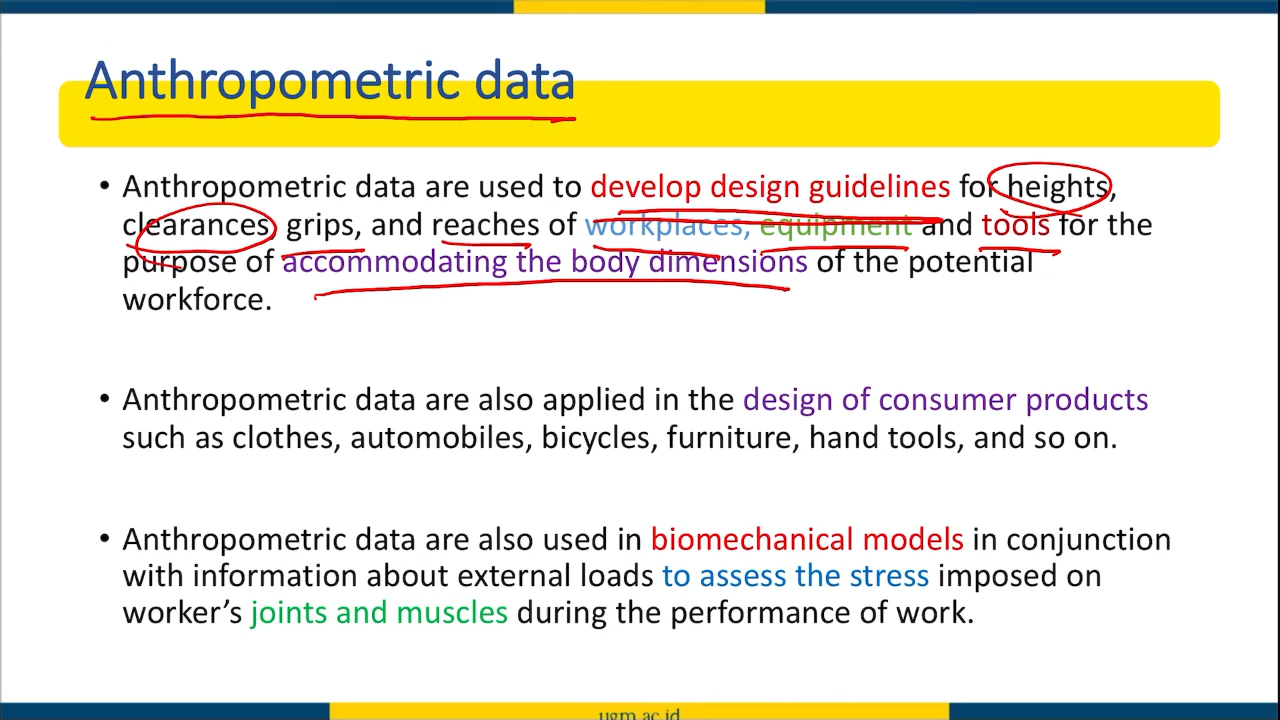 Anthropometric data
• Anthropometric data are used to develop design guidelines for heights,
clearances, grips, and reaches of workplaces, equipment and tools for the
purpose of accommodating the body dimensions of the potential
workforce.
• Anthropometric data are also applied in the design of consumer products
such as clothes, automobiles, bicycles, furniture, hand tools, and so on.
• Anthropometric data are also used in biomechanical models in conjunction
with information about external loads to assess the stress imposed on
worker’s joints and muscles during the performance of work.
ugm.ac.id